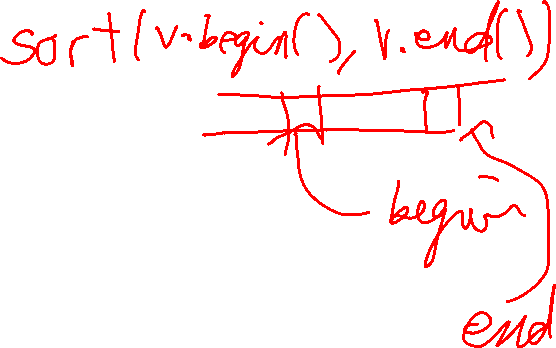 sort(v.begin(), v.end())
begin
end